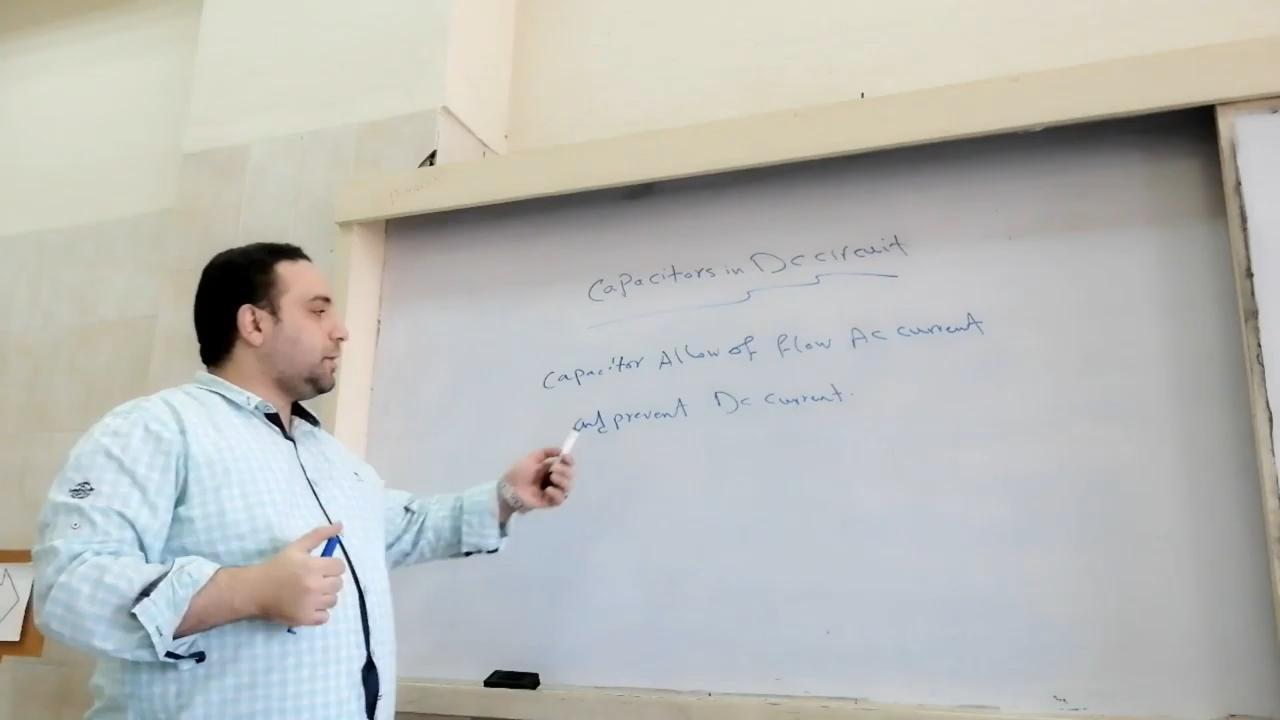 Capacitors in Dc circuit
Capacitor Allow of flow Ac current
and prevent Dc current.